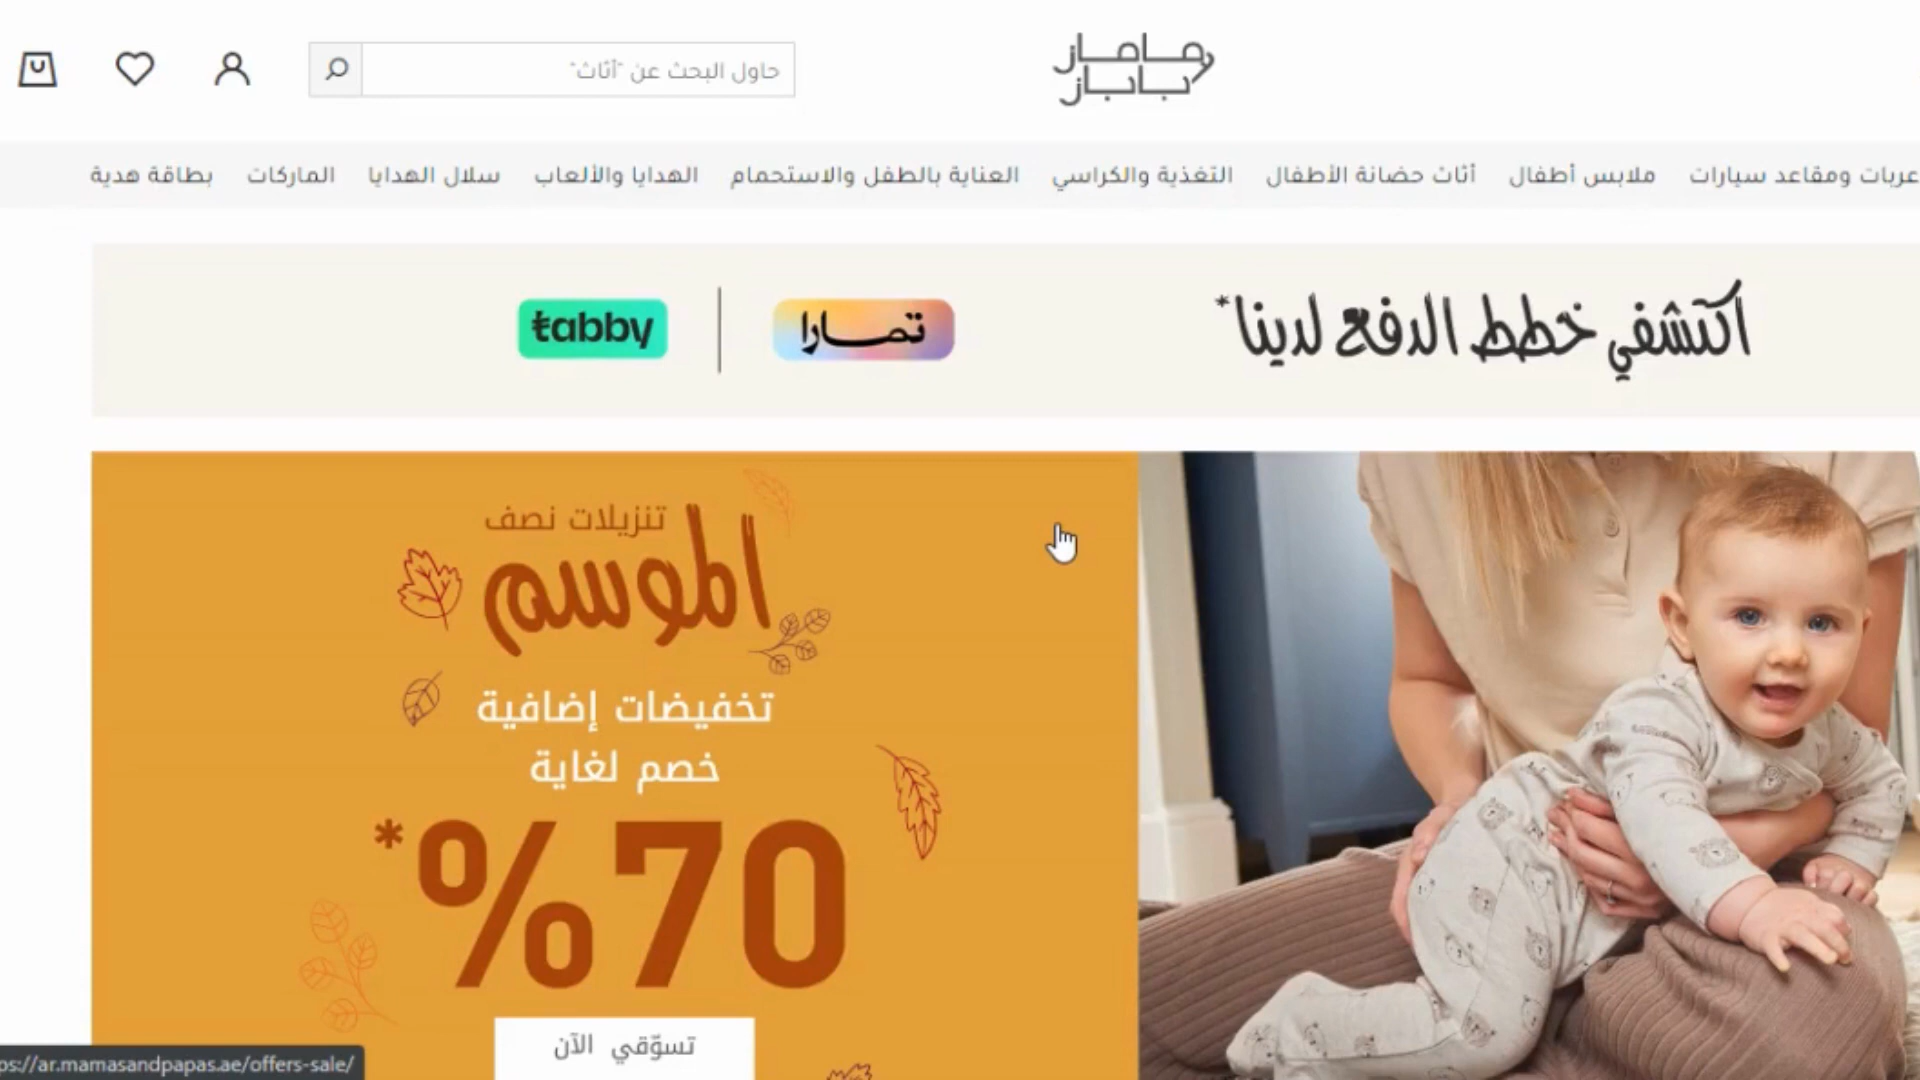 ماماز
باباز
حاول البحث عن "أثاث"
عربات ومقاعد سيارات
ملابس أطفال
أثاث حضانة الأطفال
التغذية والكراسي
العناية بالطفل والاستحمام
الهدايا والألعاب
سلال الهدايا
الماركات
بطاقة هدية
اكتشفي خطط الدفع لدينا*
تمارا
tabby
تنزيلات نصف
الموسم
تخفيضات إضافية
خصم لغاية
70%*
تسوّقي الآن
ps://ar.mamasandpapas.ae/offers-sale/